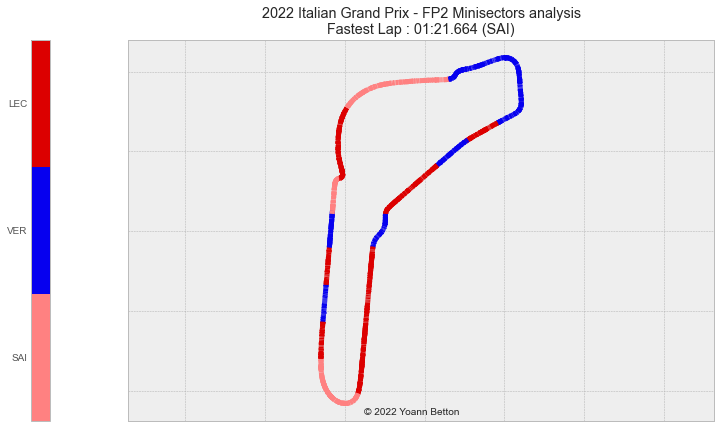 2022 Italian Grand Prix - FP2 Minisectors analysis
Fastest Lap : 01:21.664 (SAI)
LEC
VER
SAI
© 2022 Yoann Betton